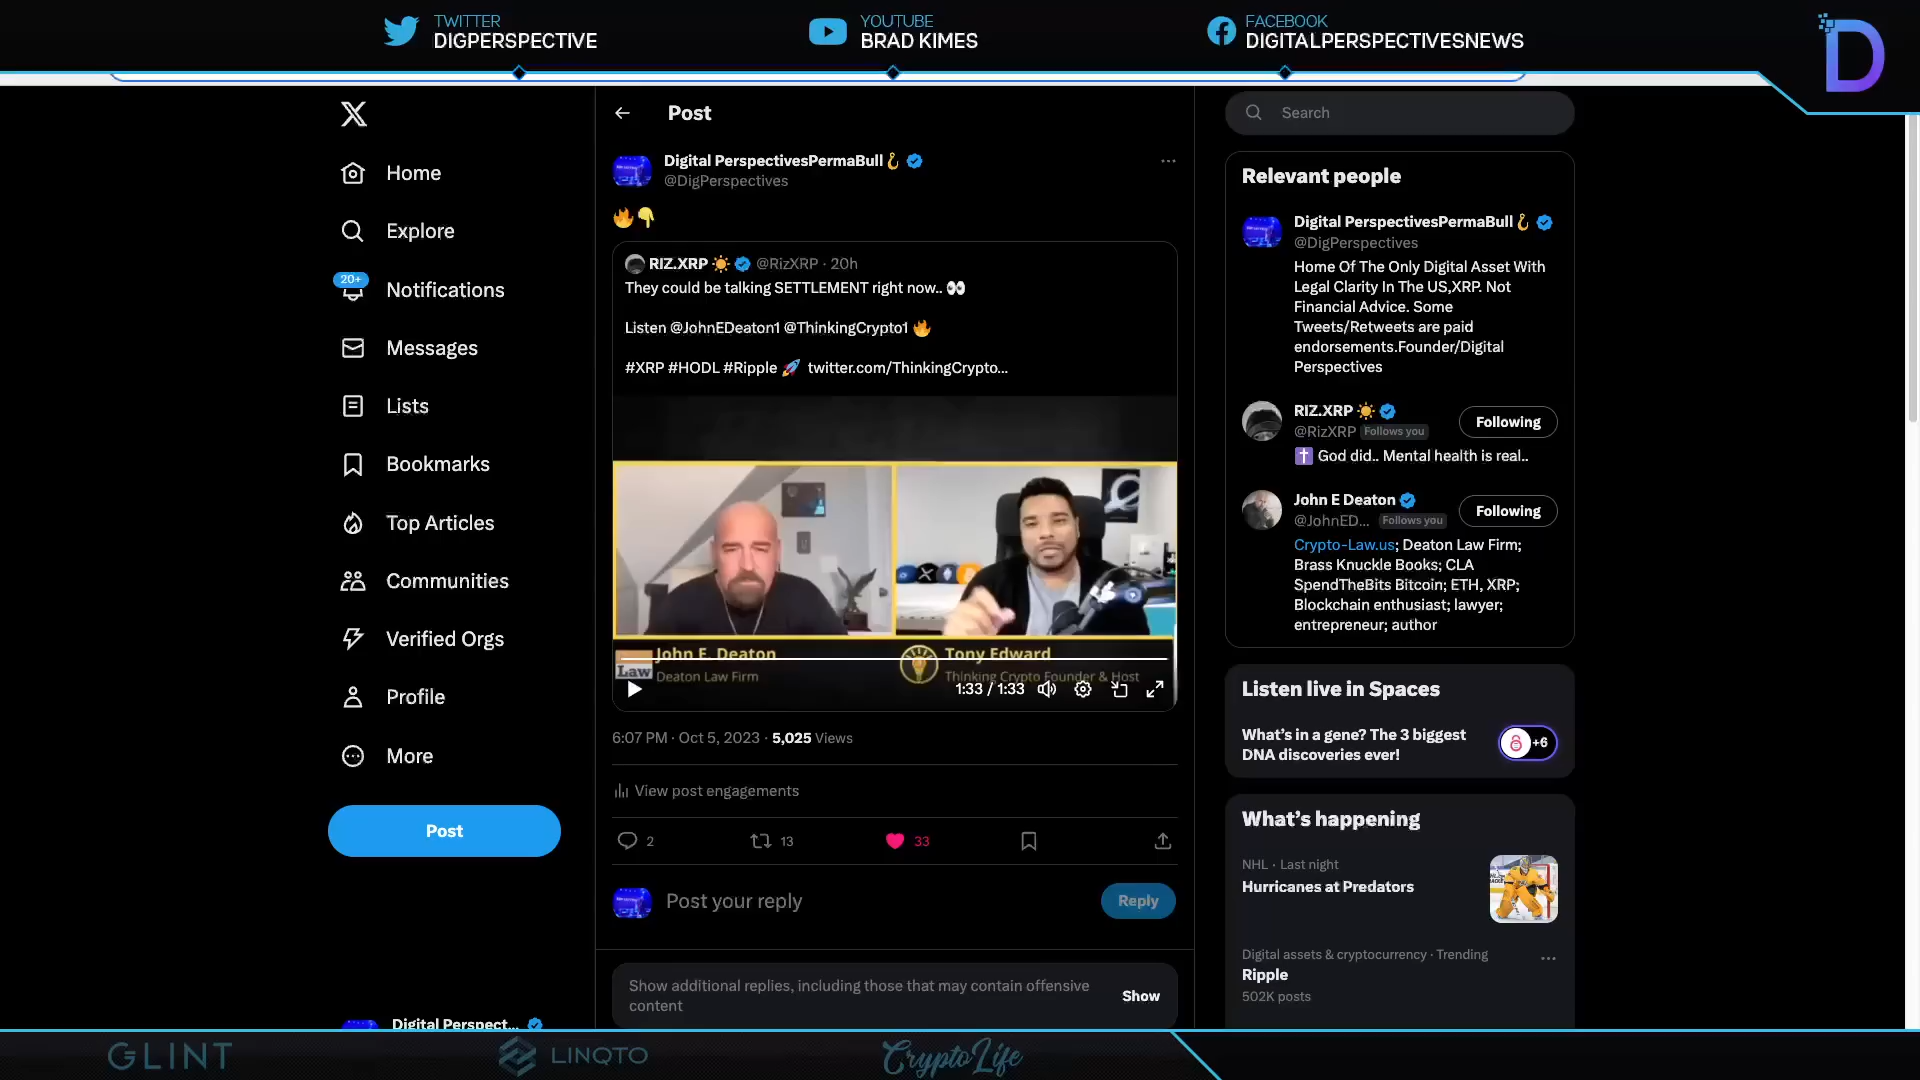 TWITTER
DIGPERSPECTIVE
YOUTUBE
BRAD KIMES
FACEBOOK
DIGITALPERSPECTIVESNEWS
D
X
Home
Explore
20+
Notifications
Messages
Lists
Bookmarks
Top Articles
Communities
Verified Orgs
Profile
More
Post
Digital Perspect...
Post
Digital PerspectivesPermaBull
@DigPerspectives
RIZ.XRP @RizXRP · 20h
They could be talking SETTLEMENT right now..
Listen @JohnEDeaton1 @ThinkingCrypto1
#XRP #HODL #Ripple twitter.com/ThinkingCrypto...
Law
John E. Deaton
Deaton Law Firm
Tony Edward
Thinking Crypto Founder & Host
1:33 / 1:33
6:07 PM · Oct 5, 2023 · 5,025 Views
View post engagements
2
13
33
Post your reply
Reply
Show additional replies, including those that may contain offensive
content
Show
Search
Relevant people
Digital PerspectivesPermaBull
@DigPerspectives
Home Of The Only Digital Asset With
Legal Clarity In The US,XRP. Not
Financial Advice. Some
Tweets/Retweets are paid
endorsements.Founder/Digital
Perspectives
RIZ.XRP
@RizXRP Follows you
Following
God did.. Mental health is real..
John E Deaton
@JohnED... Follows you
Following
Crypto-Law.us; Deaton Law Firm;
Brass Knuckle Books; CLA
SpendTheBits Bitcoin; ETH, XRP;
Blockchain enthusiast; lawyer;
entrepreneur; author
Listen live in Spaces
What's in a gene? The 3 biggest
DNA discoveries ever!
+6
What's happening
NHL · Last night
Hurricanes at Predators
Digital assets & cryptocurrency · Trending
Ripple
502K posts
GLINT
LINQTO
CryptoLife